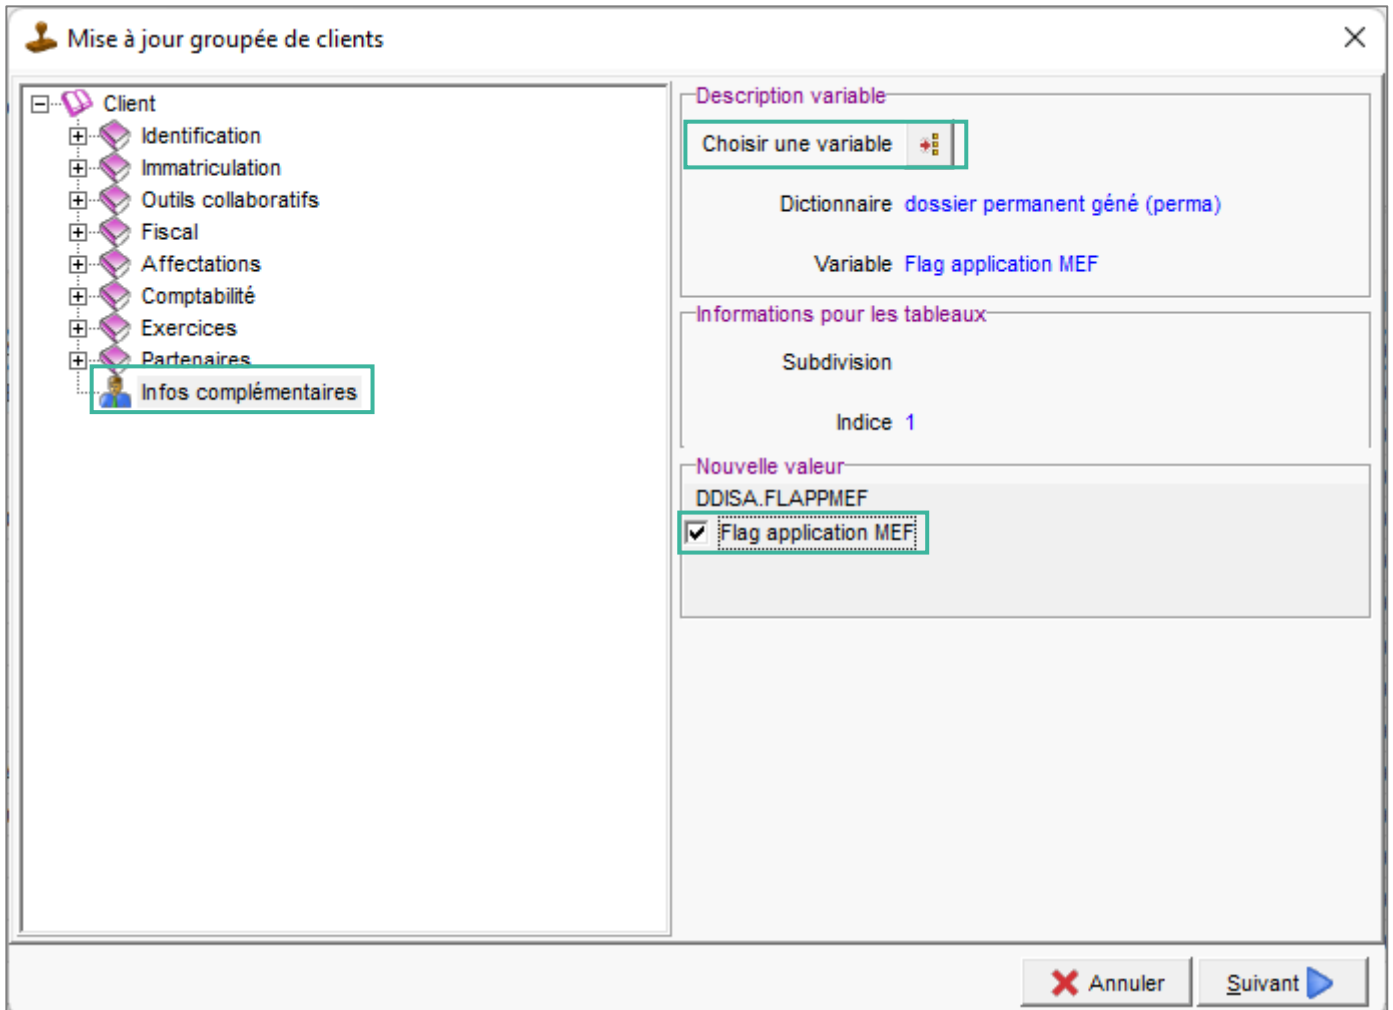 Mise à jour groupée de clients
Client
Identification
Immatriculation
Outils collaboratifs
Fiscal
Affectations
Comptabilité
Exercices
Partenaires
Infos complémentaires
Description variable
Choisir une variable
Dictionnaire dossier permanent géné (perma)
Variable Flag application MEF
Informations pour les tableaux
Subdivision
Indice 1
Nouvelle valeur
DDISA.FLAPPMEF
Flag application MEF
Annuler
Suivant